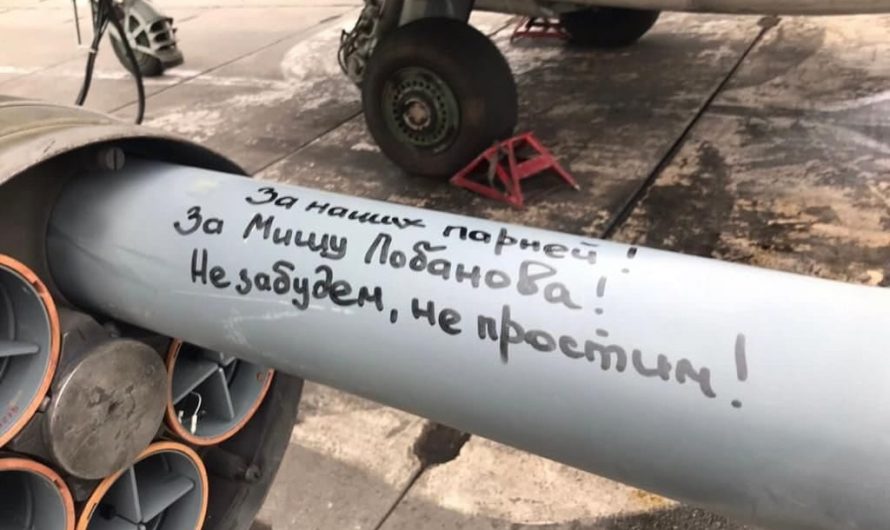 За наших парней!
За Мишу Лобанова!
Не забудем, не простим!